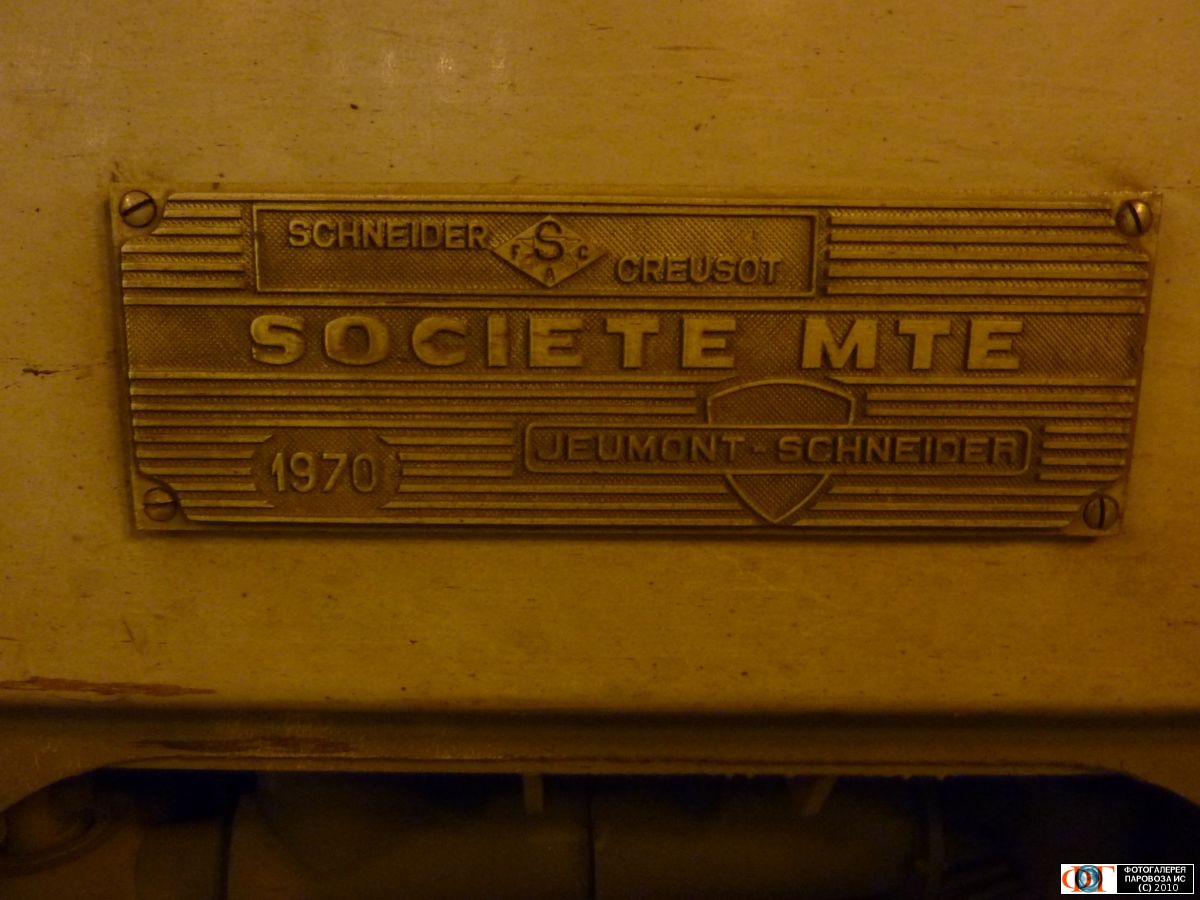 SCHNEIDER
S
F A C
CREUSOT
SOCIETE MTE
JEUMONT-SCHNEIDER
1970
ФОТОГАЛЕРЕЯ
ПАРОВОЗА ИС
(C) 2010